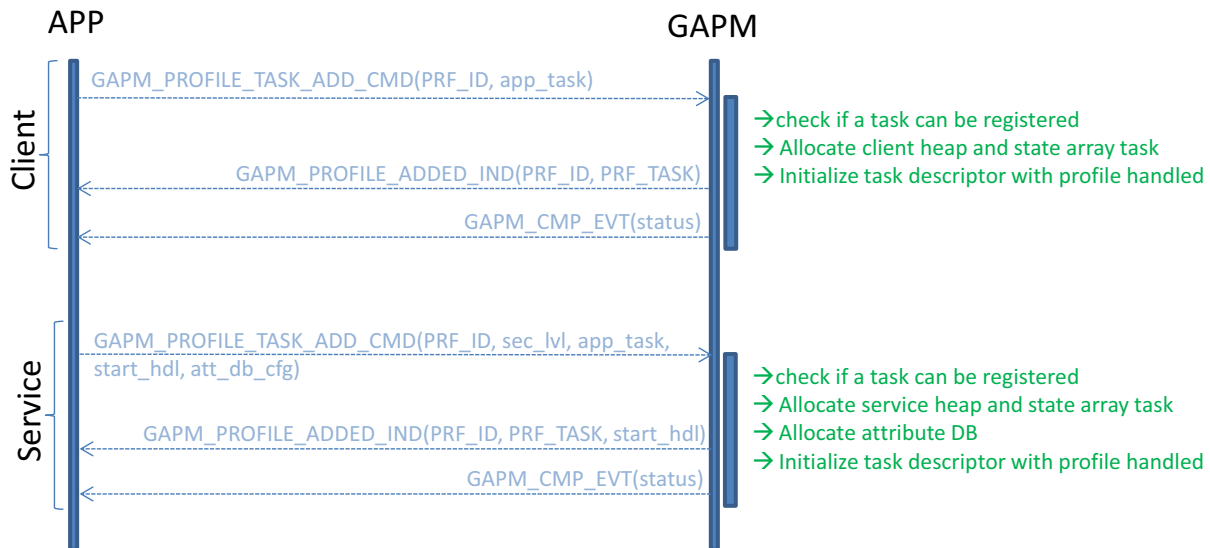 APP
GAPM
Client
GAPM_PROFILE_TASK_ADD_CMD(PRF_ID, app_task)
→check if a task can be registered
→ Allocate client heap and state array task
→ Initialize task descriptor with profile handled
GAPM_PROFILE_ADDED_IND(PRF_ID, PRF_TASK)
GAPM_CMP_EVT(status)
Service
GAPM_PROFILE_TASK_ADD_CMD(PRF_ID, sec_lvl, app_task,
start_hdl, att_db_cfg)
→check if a task can be registered
→ Allocate service heap and state array task
→ Allocate attribute DB
→ Initialize task descriptor with profile handled
GAPM_PROFILE_ADDED_IND(PRF_ID, PRF_TASK, start_hdl)
GAPM_CMP_EVT(status)